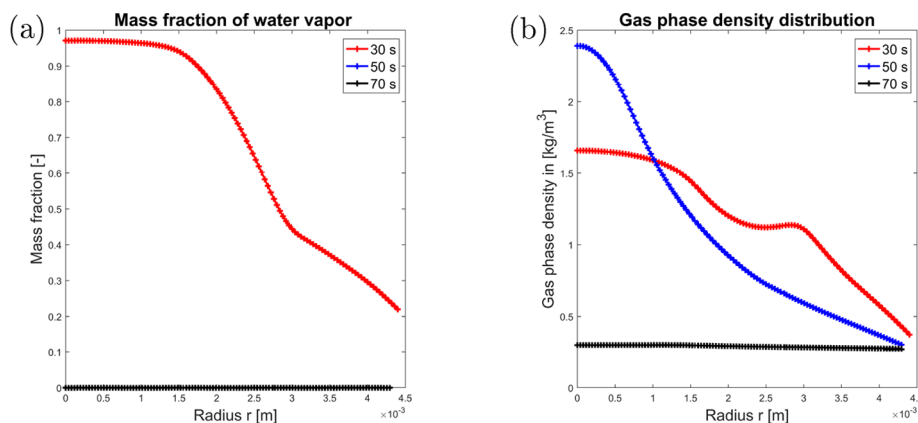 (a)
Mass fraction of water vapor
30 s
50 s
70 s
1
0.9
0.8
0.7
0.6
0.5
0.4
0.3
0.2
0.1
0
Mass fraction [-]
0 0.5 1 1.5 2 2.5 3 3.5 4 4.5
Radius r [m]
×10⁻³
(b)
Gas phase density distribution
30 s
50 s
70 s
2.5
2
1.5
1
0.5
0
Gas phase density in [kg/m³]
0 0.5 1 1.5 2 2.5 3 3.5 4 4.
Radius r [m]
×10⁻³